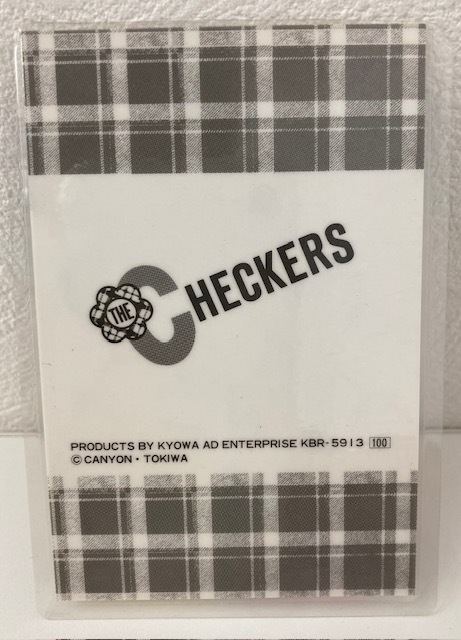 THE CHECKERS
PRODUCTS BY KYOWA AD ENTERPRISE KBR-5913 100
© CANYON・TOKIWA